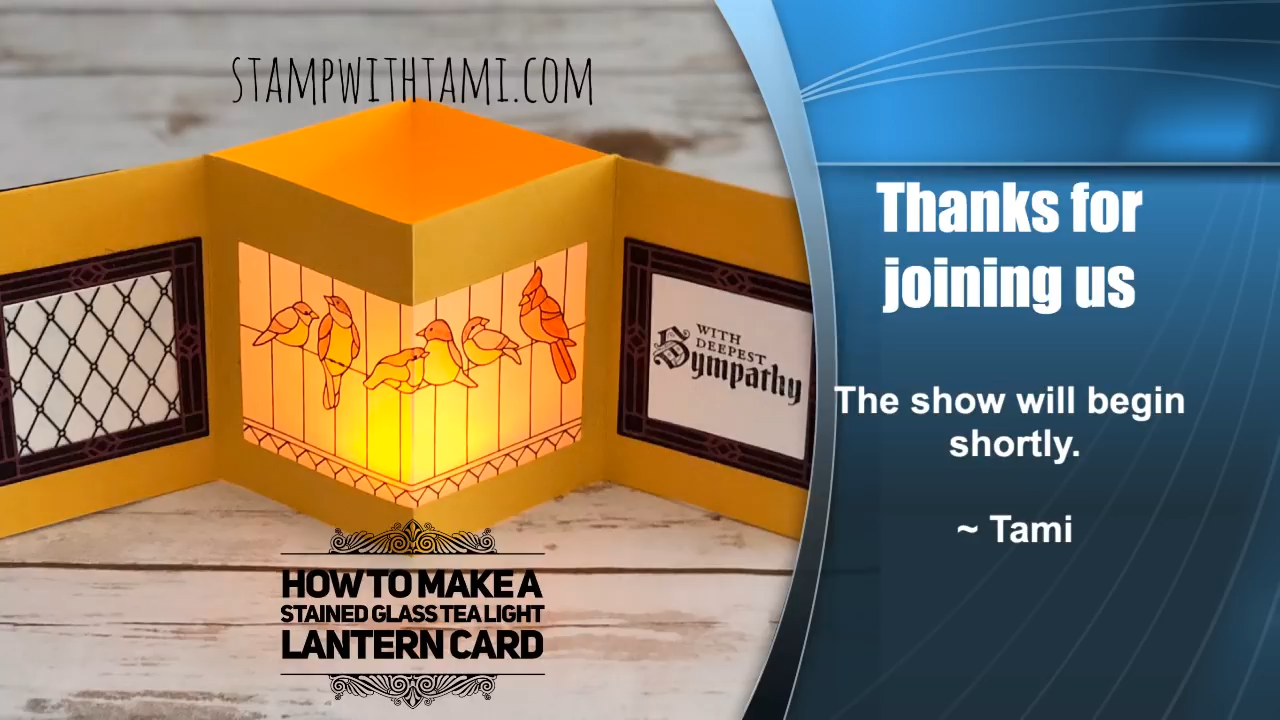 STAMPWITHTAMI.COM
WITH
DEEPEST
Sympathy
HOW TO MAKE A
STAINED GLASS TEA LIGHT
LANTERN CARD
Thanks for
joining us
The show will begin
shortly.
~ Tami